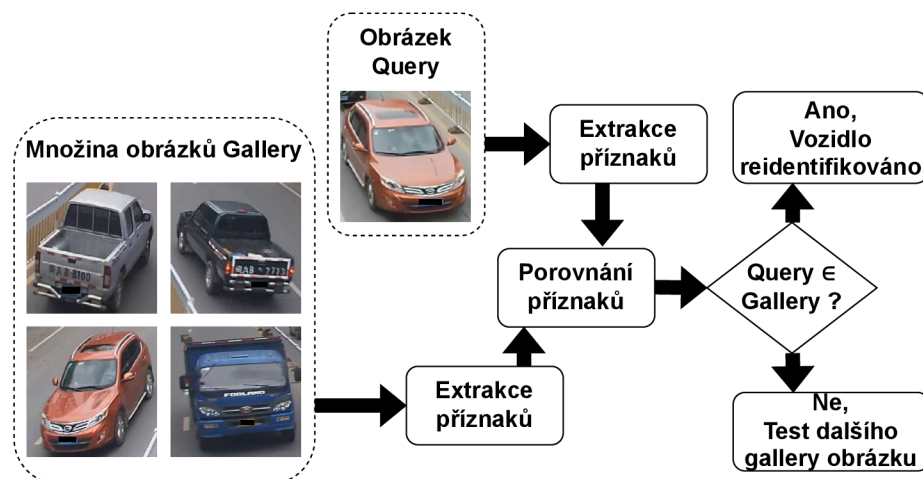 Obrázek
Query
Množina obrázků Gallery
Extrakce
příznaků
Ano,
Vozidlo
reidentifikováno
Porovnání
příznaků
Query ∈
Gallery ?
Extrakce
příznaků
Ne,
Test dalšího
gallery obrázku
FORLAND